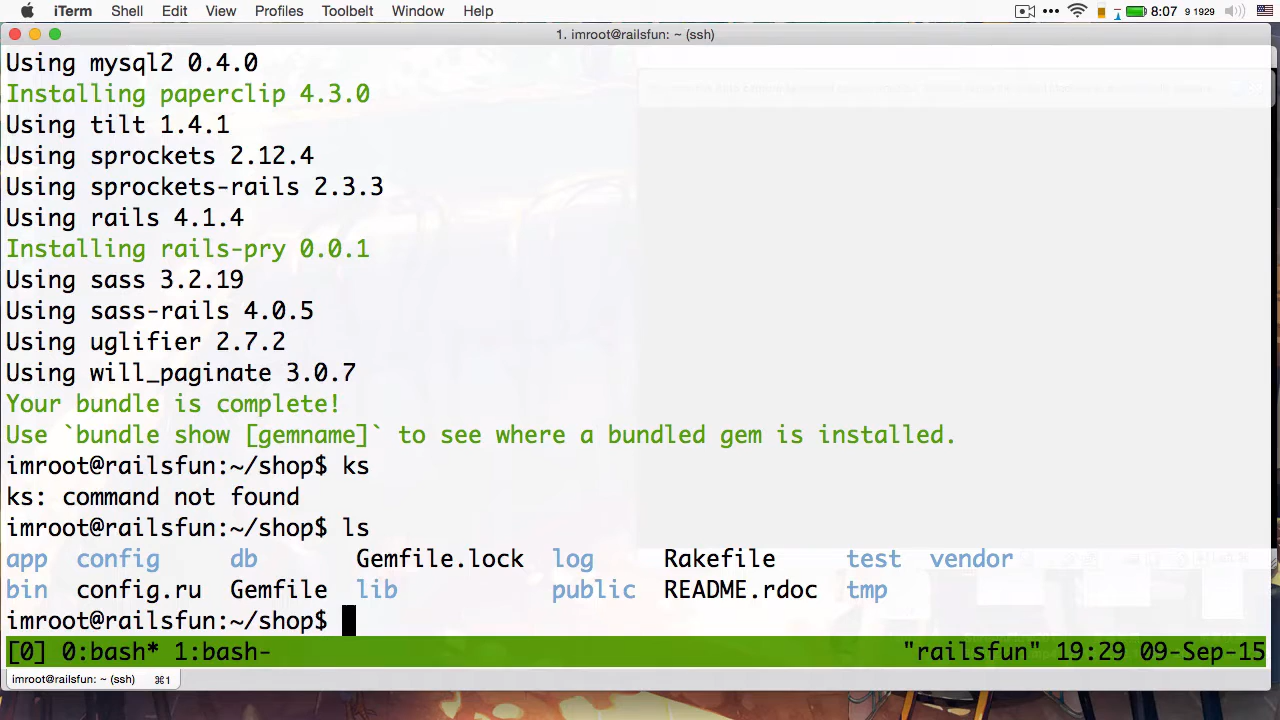 iTerm Shell Edit View Profiles Toolbelt Window Help 8:07 9 1929
1. imroot@railsfun: ~ (ssh)
Using mysql2 0.4.0
Installing paperclip 4.3.0
Using tilt 1.4.1
Using sprockets 2.12.4
Using sprockets-rails 2.3.3
Using rails 4.1.4
Installing rails-pry 0.0.1
Using sass 3.2.19
Using sass-rails 4.0.5
Using uglifier 2.7.2
Using will_paginate 3.0.7
Your bundle is complete!
Use `bundle show [gemname]` to see where a bundled gem is installed.
imroot@railsfun:~/shop$ ks
ks: command not found
imroot@railsfun:~/shop$ ls
app config db Gemfile.lock log Rakefile test vendor
bin config.ru Gemfile lib public README.rdoc tmp
imroot@railsfun:~/shop$
[0] 0:bash* 1:bash- "railsfun" 19:29 09-Sep-15
imroot@railsfun: ~ (ssh) ⌘1